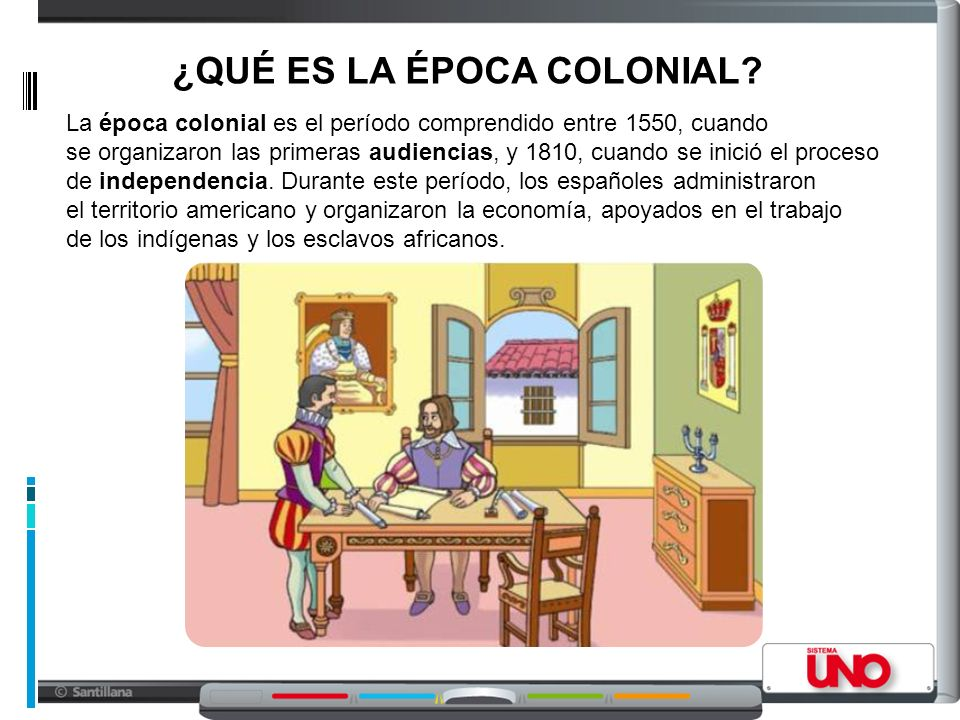 ¿QUÉ ES LA ÉPOCA COLONIAL?
La época colonial es el período comprendido entre 1550, cuando
se organizaron las primeras audiencias, y 1810, cuando se inició el proceso
de independencia. Durante este período, los españoles administraron
el territorio americano y organizaron la economía, apoyados en el trabajo
de los indígenas y los esclavos africanos.
SISTEMA
UNO
© Santillana